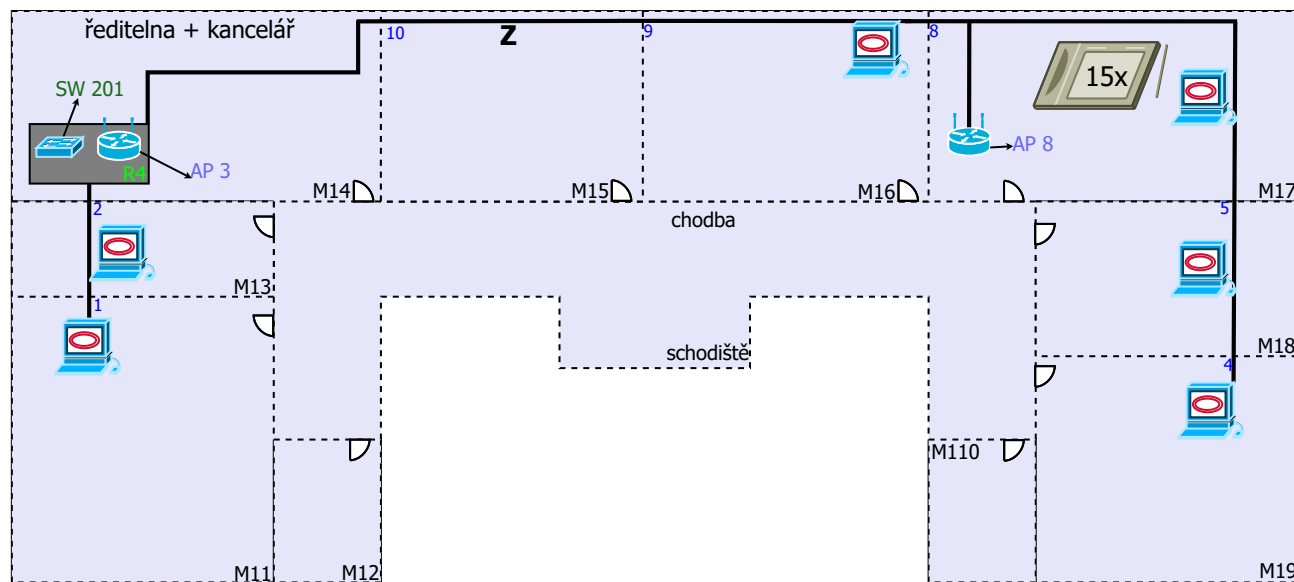 ředitelna + kancelář
10
Z
9
8
15x
SW 201
R4
AP 3
AP 8
M14
M15
M16
M17
2
chodba
5
M13
1
schodiště
M18
4
M110
M11
M12
M19